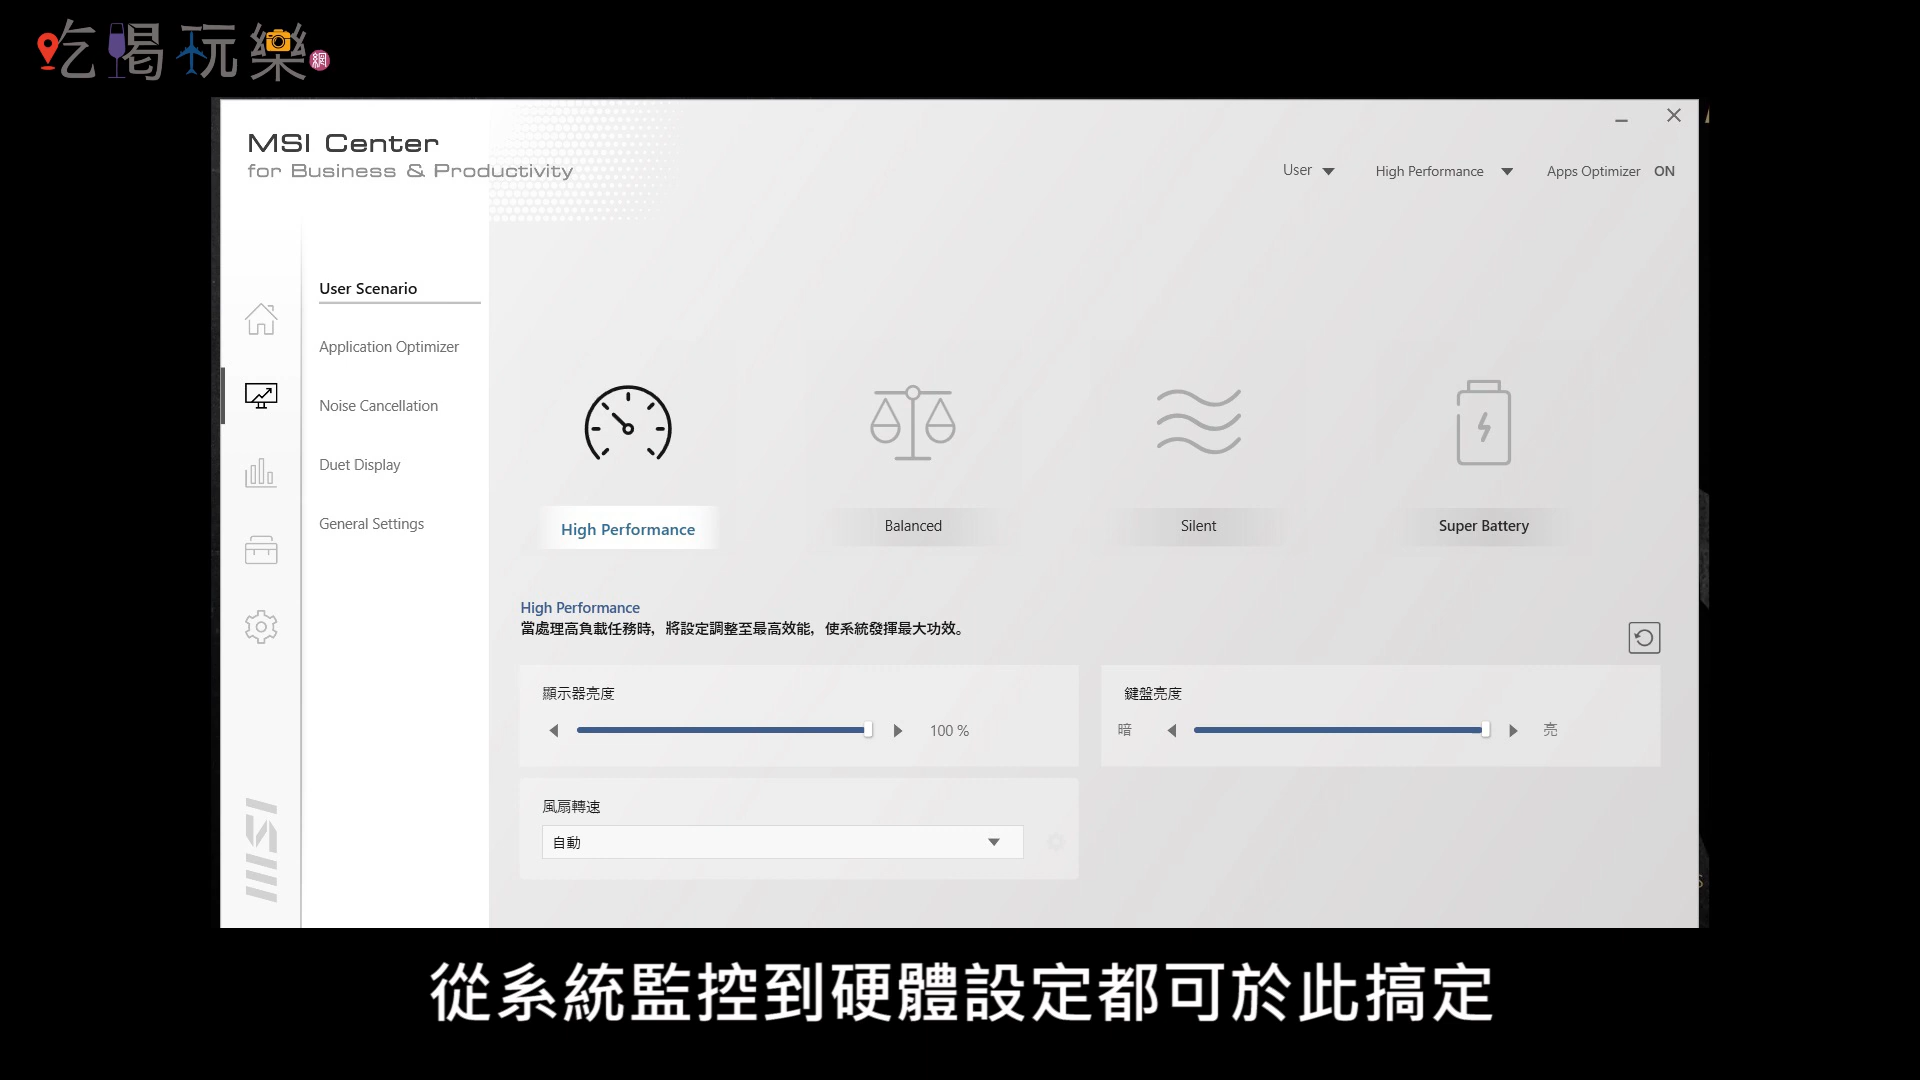 吃喝玩樂網
MSI Center
for Business & Productivity
User
High Performance
Apps Optimizer ON
User Scenario
Application Optimizer
Noise Cancellation
Duet Display
General Settings
High Performance
Balanced
Silent
Super Battery
High Performance
當處理高負載任務時，將設定調整至最高效能，使系統發揮最大功效。
顯示器亮度
100 %
鍵盤亮度
暗
亮
風扇轉速
自動
msi
從系統監控到硬體設定都可於此搞定